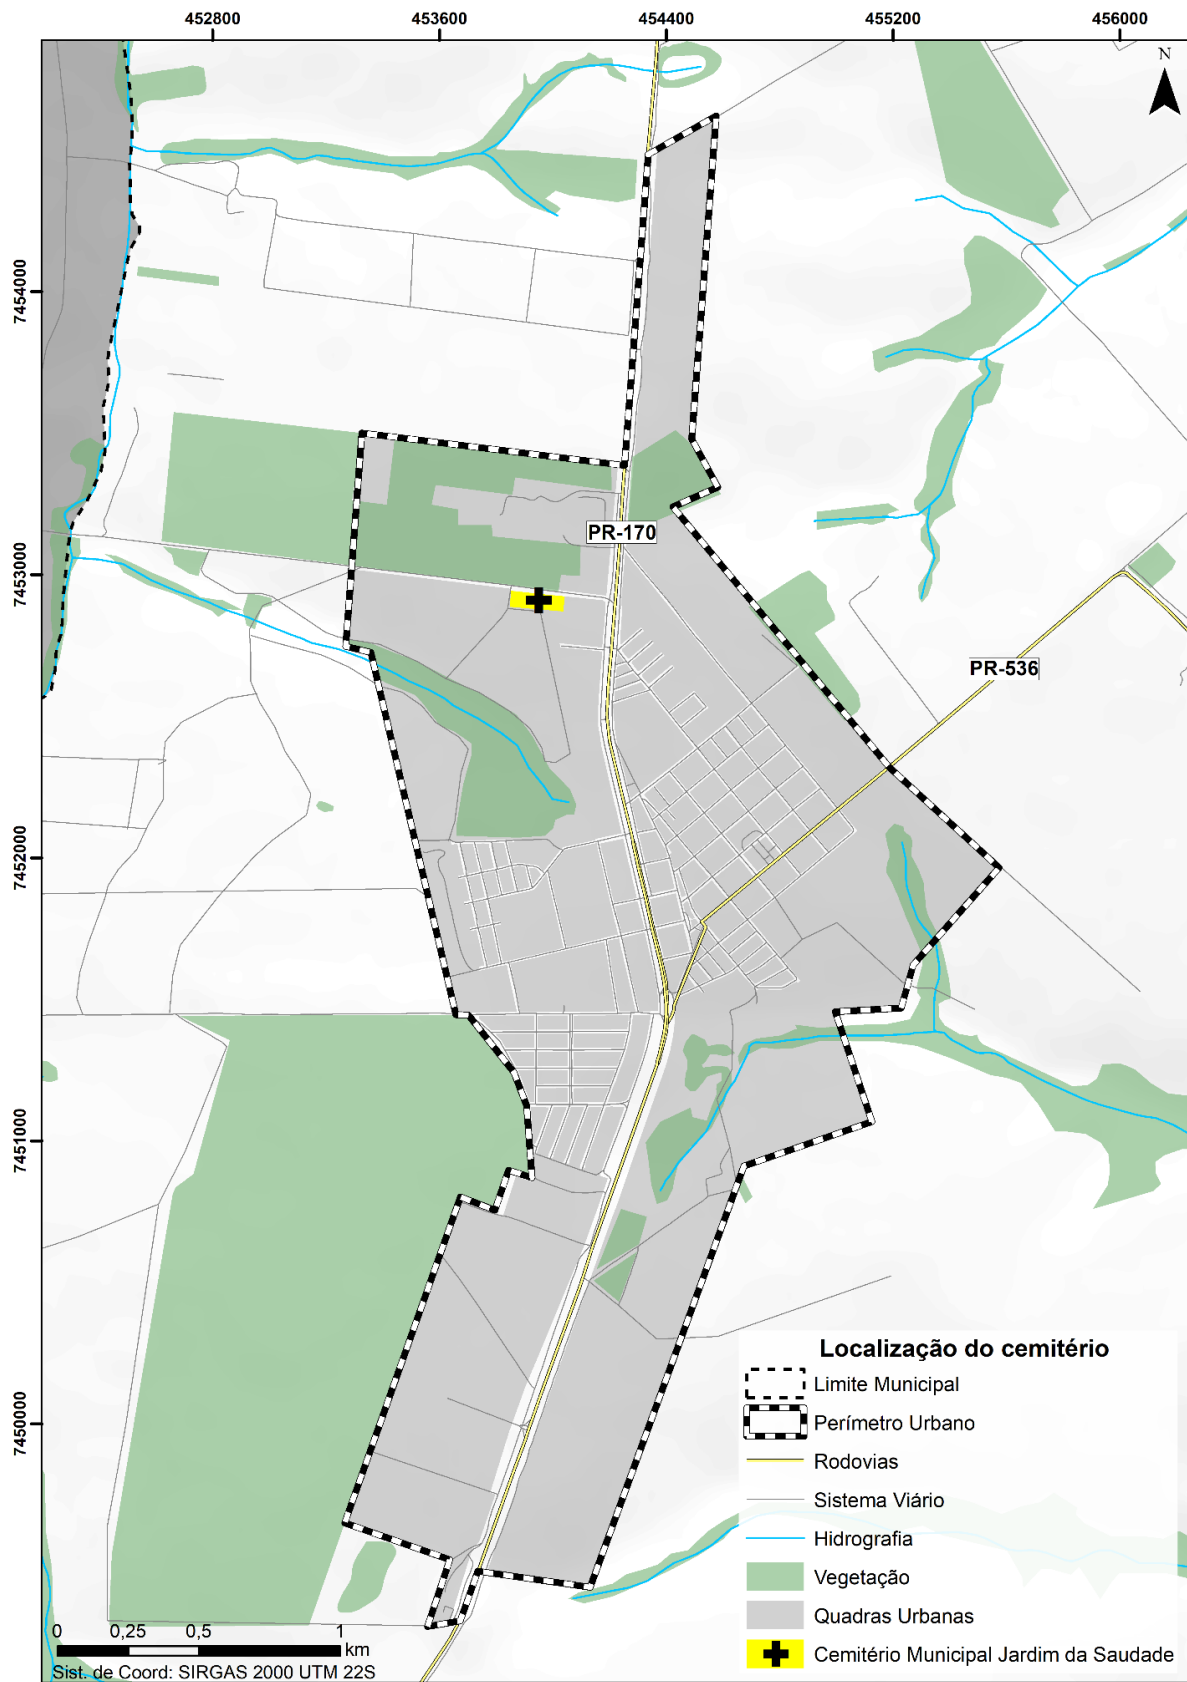 452800
453600
454400
455200
456000
N
7454000
7453000
7452000
7451000
7450000
PR-170
PR-536
Localização do cemitério
Limite Municipal
Perímetro Urbano
Rodovias
Sistema Viário
Hidrografia
Vegetação
Quadras Urbanas
Cemitério Municipal Jardim da Saudade
0 0,25 0,5 1
km
Sist. de Coord: SIRGAS 2000 UTM 22S